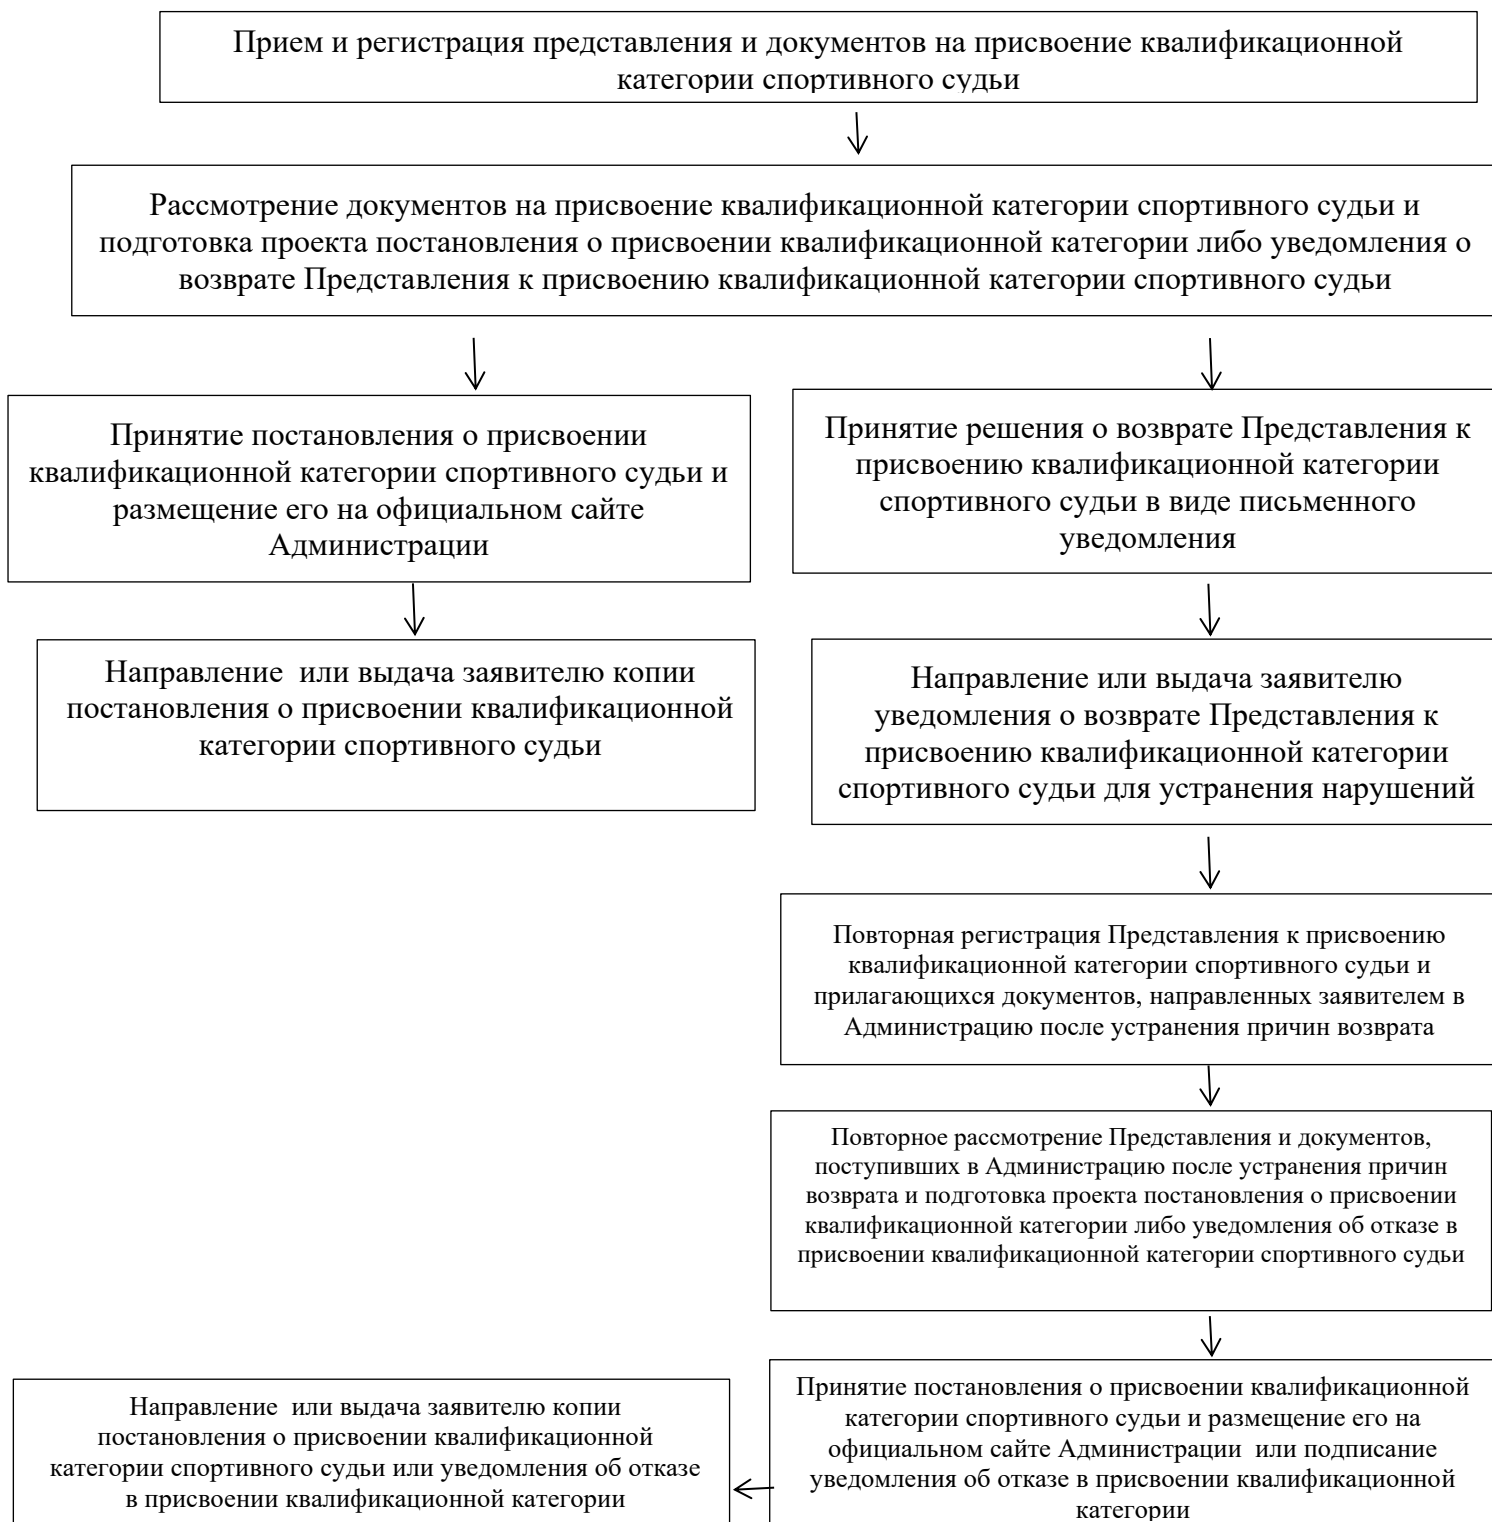 Прием и регистрация представления и документов на присвоение квалификационной
категории спортивного судьи
Рассмотрение документов на присвоение квалификационной категории спортивного судьи и
подготовка проекта постановления о присвоении квалификационной категории либо уведомления о
возврате Представления к присвоению квалификационной категории спортивного судьи
Принятие постановления о присвоении
квалификационной категории спортивного судьи и
размещение его на официальном сайте
Администрации
Принятие решения о возврате Представления к
присвоению квалификационной категории
спортивного судьи в виде письменного
уведомления
Направление  или выдача заявителю копии
постановления о присвоении квалификационной
категории спортивного судьи
Направление или выдача заявителю
уведомления о возврате Представления к
присвоению квалификационной категории
спортивного судьи для устранения нарушений
Повторная регистрация Представления к присвоению
квалификационной категории спортивного судьи и
прилагающихся документов, направленных заявителем в
Администрацию после устранения причин возврата
Повторное рассмотрение Представления и документов,
поступивших в Администрацию после устранения причин
возврата и подготовка проекта постановления о присвоении
квалификационной категории либо уведомления об отказе в
присвоении квалификационной категории спортивного судьи
Принятие постановления о присвоении квалификационной
категории спортивного судьи и размещение его на
официальном сайте Администрации  или подписание
уведомления об отказе в присвоении квалификационной
категории
Направление  или выдача заявителю копии
постановления о присвоении квалификационной
категории спортивного судьи или уведомления об отказе
в присвоении квалификационной категории